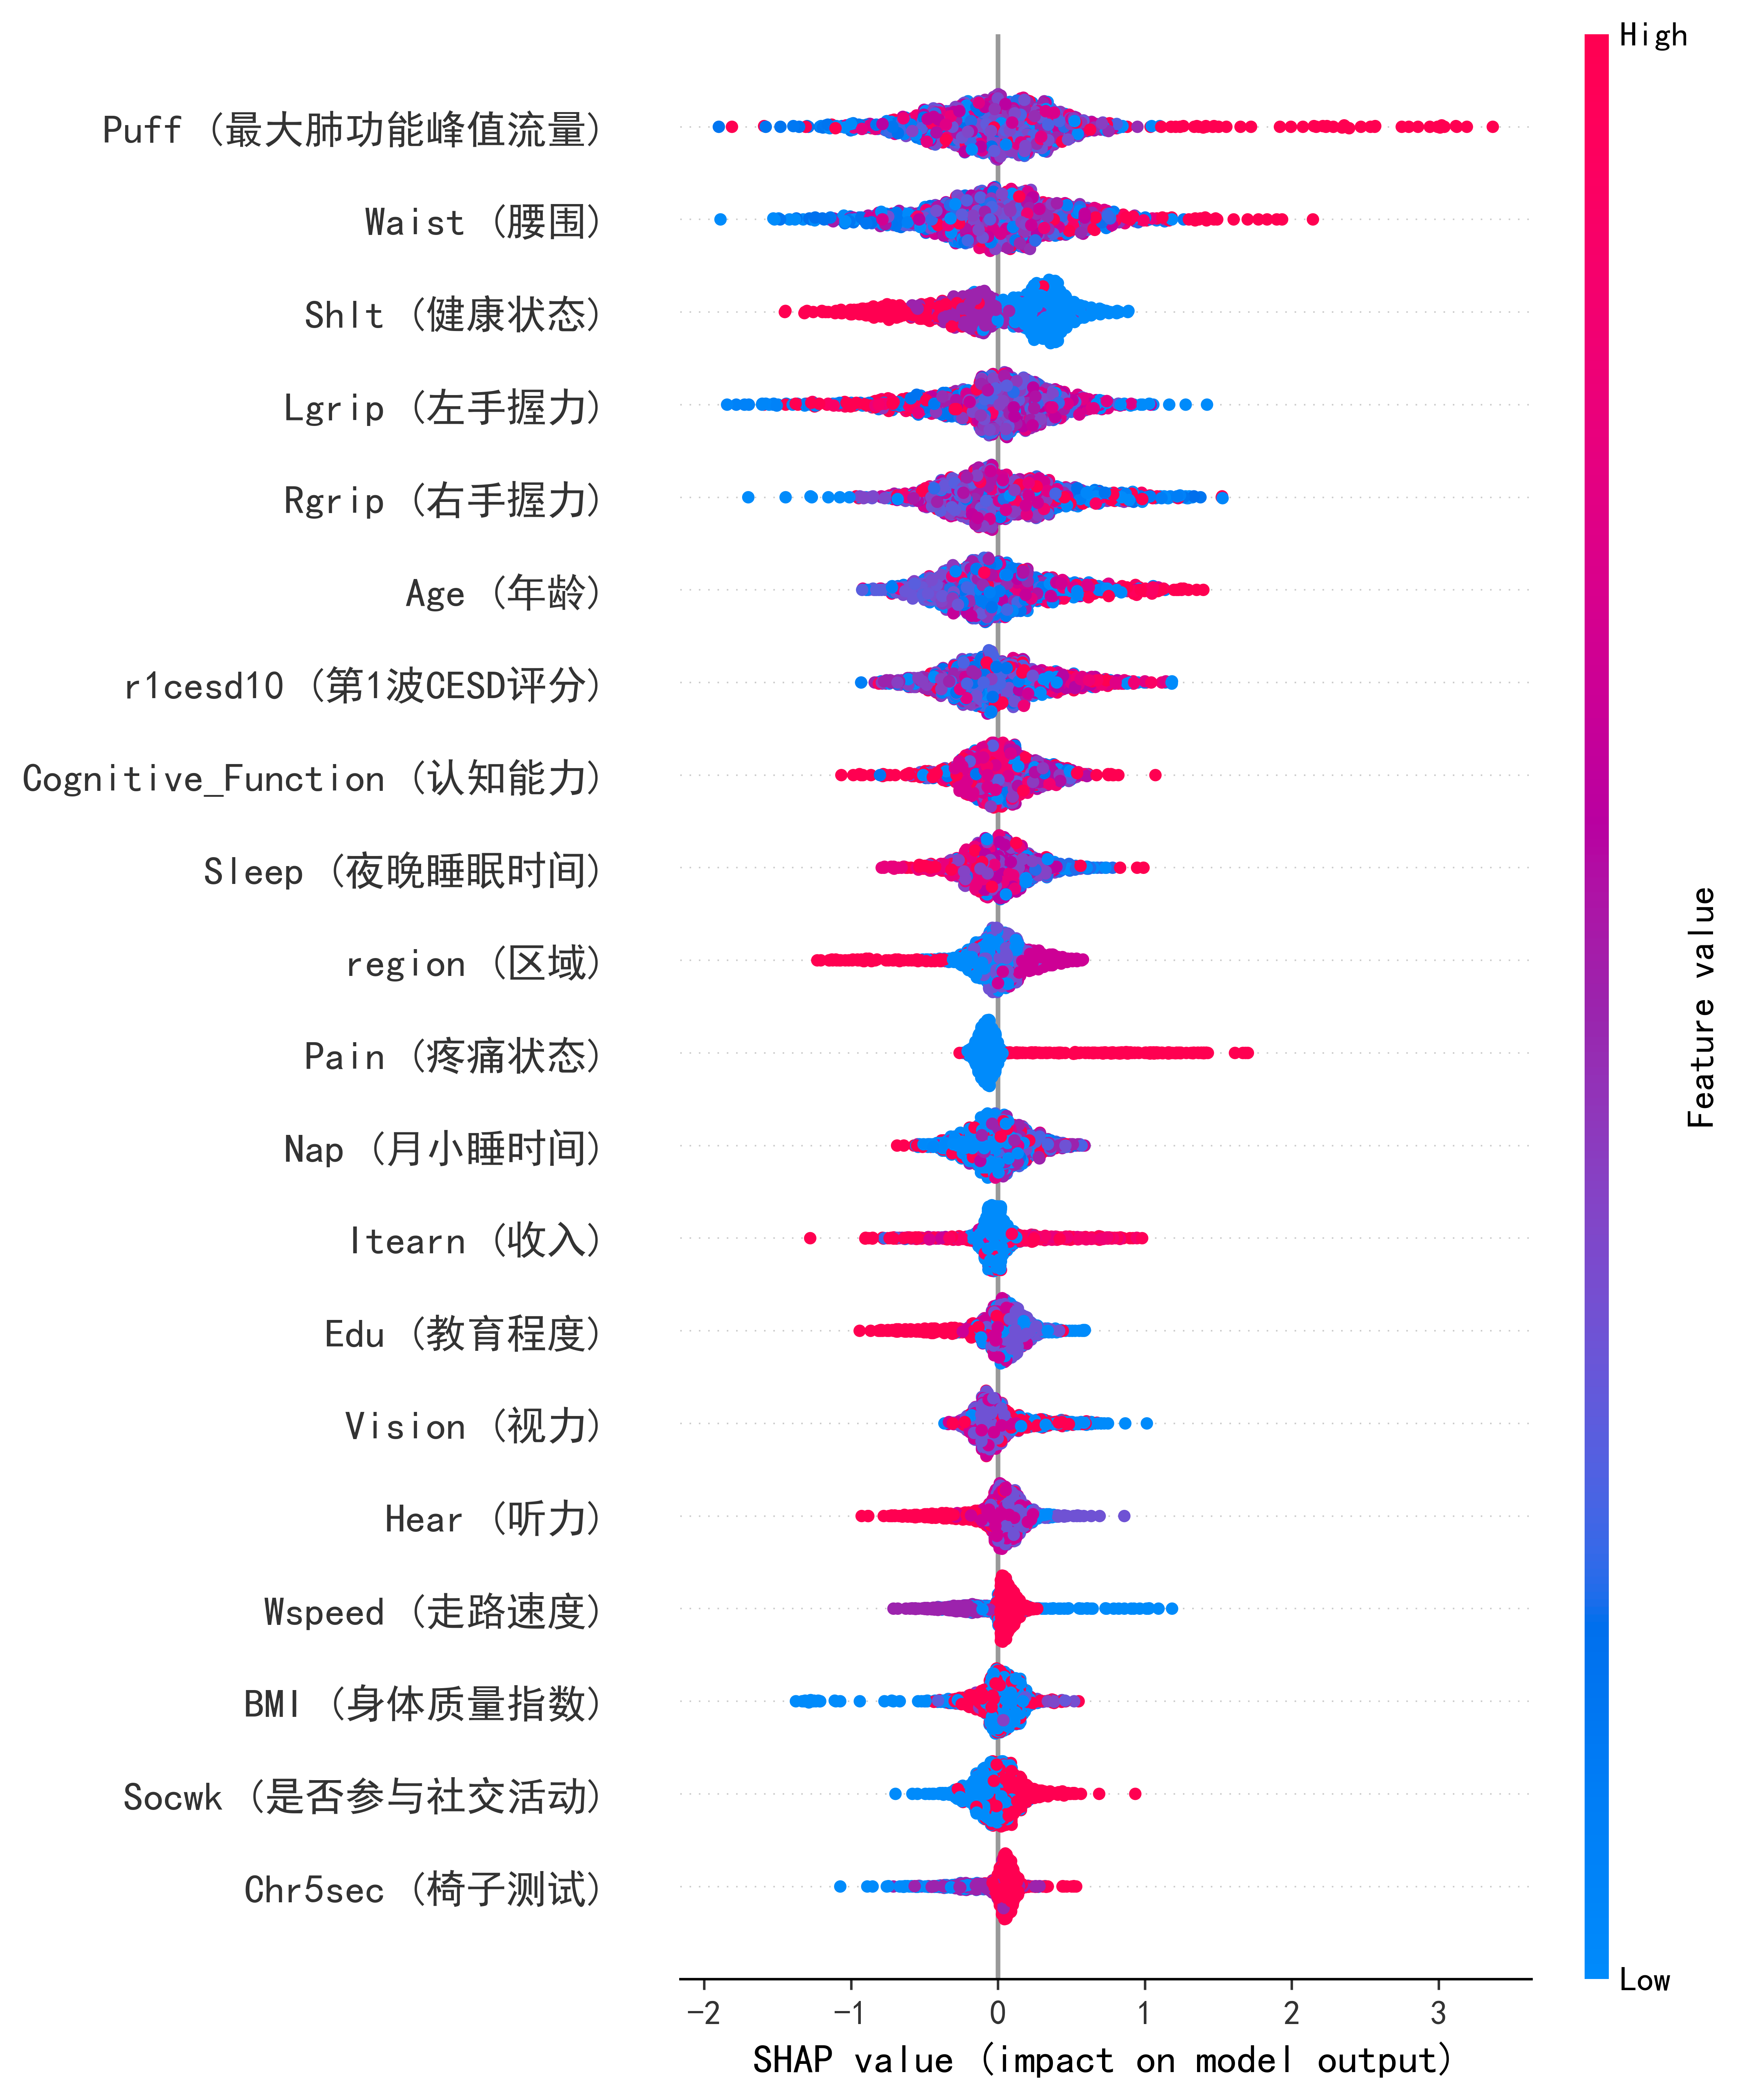 High
Puff (最大肺功能峰值流量)
Waist (腰围)
Shlt (健康状态)
Lgrip (左手握力)
Rgrip (右手握力)
Age (年龄)
r1cesd10 (第1波CESD评分)
Cognitive_Function (认知能力)
Sleep (夜晚睡眠时间)
region (区域)
Pain (疼痛状态)
Nap (月小睡时间)
Itearn (收入)
Edu (教育程度)
Vision (视力)
Hear (听力)
Wspeed (走路速度)
BMI (身体质量指数)
Socwk (是否参与社交活动)
Chr5sec (椅子测试)
Feature value
Low
−2 −1 0 1 2 3
SHAP value (impact on model output)